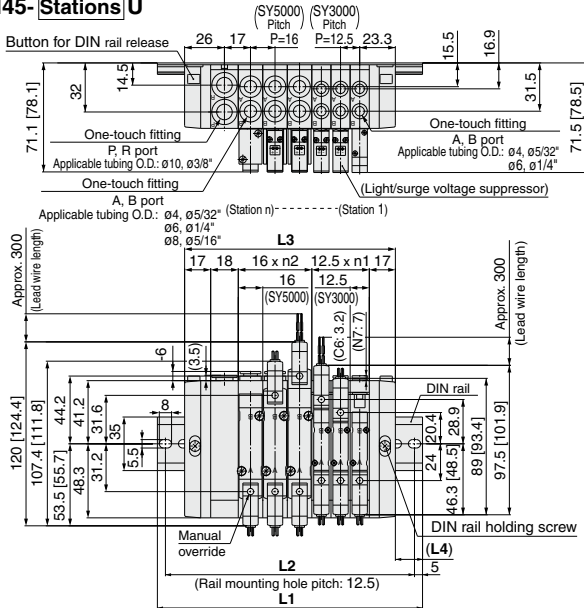 45- Stations U
(SY5000) (SY3000)
Pitch Pitch
26 17 P=16 P=12.5 23.3
Button for DIN rail release
15.5
16.9
71.1 [78.1]
32
14.5
31.5
71.5 [78.5]
One-touch fitting
P, R port
Applicable tubing O.D.: ø10, ø3/8"
One-touch fitting
A, B port
Applicable tubing O.D.: ø4, ø5/32"
ø6, ø1/4"
One-touch fitting
A, B port
Applicable tubing O.D.: ø4, ø5/32"
ø6, ø1/4"
ø8, ø5/16"
(Light/surge voltage suppressor)
(Station n) (Station 1)
L3
17 18 16 x n2 12.5 x n1 17
16 12.5
(SY5000) (SY3000)
Approx. 300
(Lead wire length)
Approx. 300
(Lead wire length)
-6
(3.5)
(C6: 3.2)
(N7: 7)
DIN rail
8
120 [124.4]
107.4 [111.8]
44.2
41.2
31.6
35
5.5
53.5 [55.7]
48.3
31.2
20.4
28.9
24
46.3 [48.5]
89 [93.4]
97.5 [101.9]
Manual
override
DIN rail holding screw
L2
(L4)
(Rail mounting hole pitch: 12.5)
5
L1